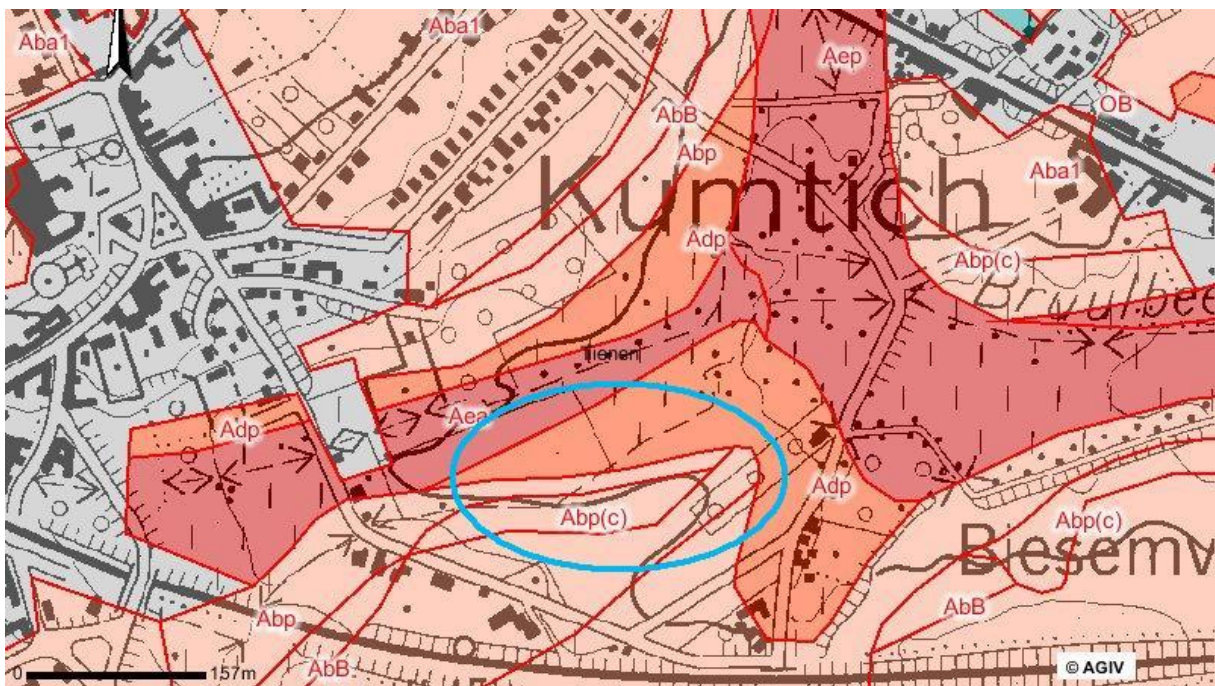 Aba1
Aba1
Aep
OB
AbB
Abp
Kumtich
Aba1
Adp
Abp(c)
Bruulbee
Tienen
Aea
Adp
Adp
Abp(c)
Abp(c)
Biesemv
AbB
Abp
AbB
0
157m
© AGIV